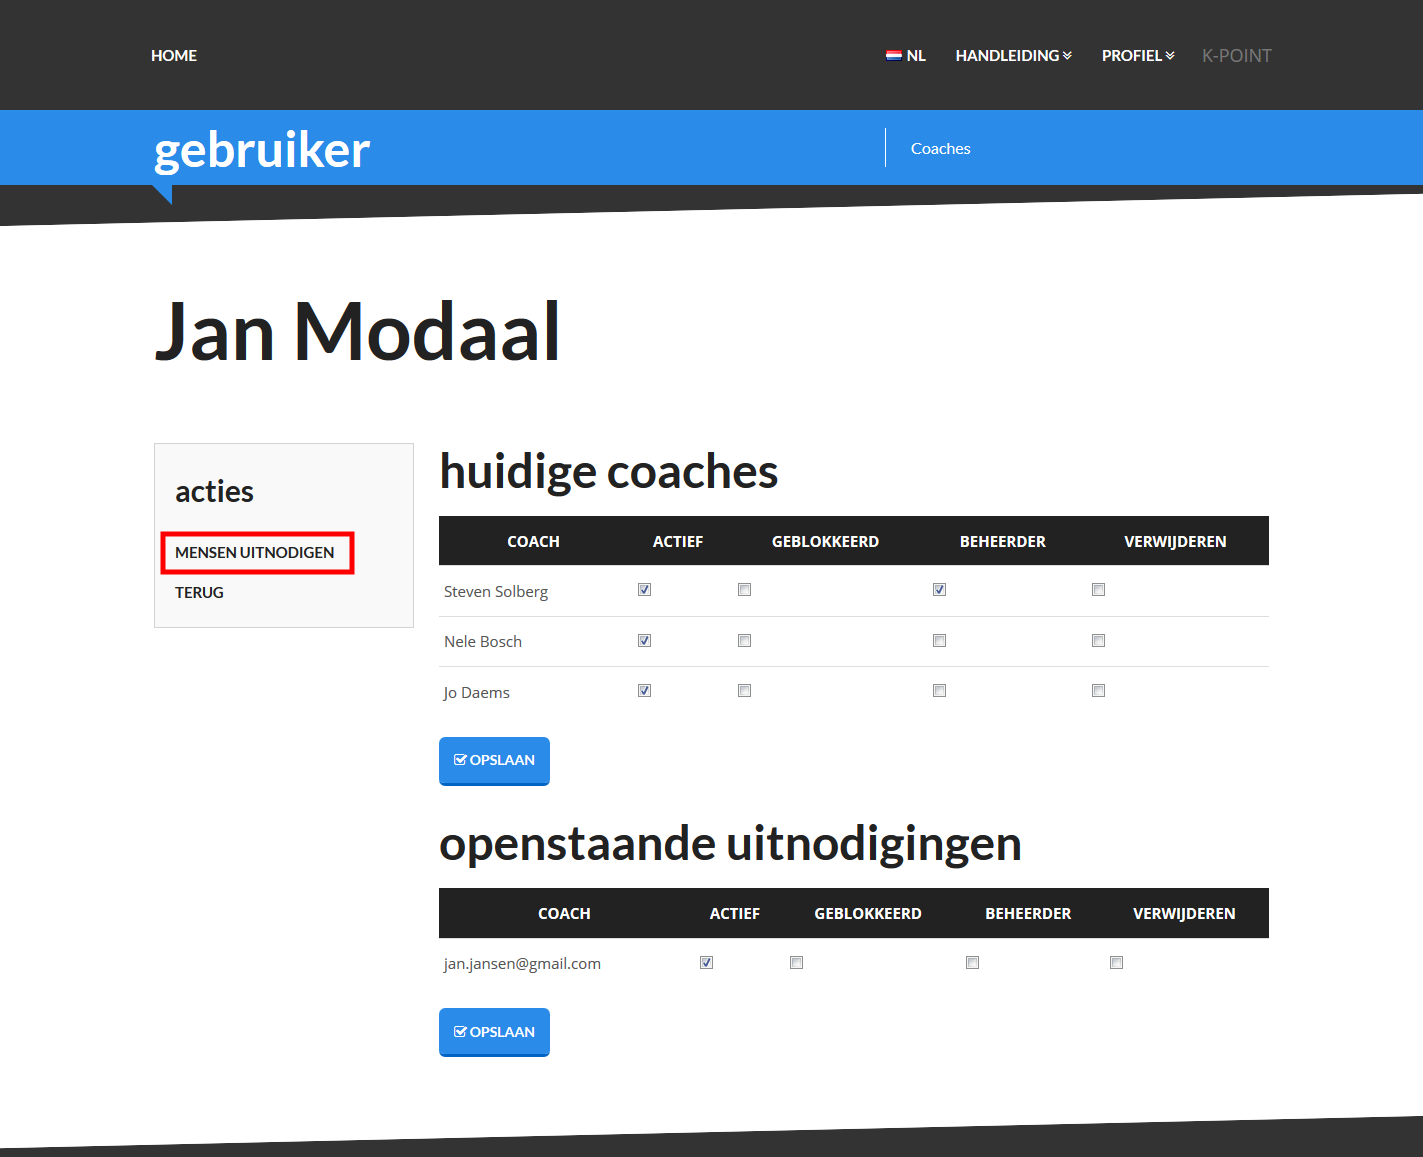 HOME NL HANDLEIDING PROFIEL K-POINT
gebruiker Coaches
Jan Modaal
acties
MENSEN UITNODIGEN
TERUG
huidige coaches
COACH ACTIEF GEBLOKKEERD BEHEERDER VERWIJDEREN
Steven Solberg
Nele Bosch
Jo Daems
OPSLAAN
openstaande uitnodigingen
COACH ACTIEF GEBLOKKEERD BEHEERDER VERWIJDEREN
jan.jansen@gmail.com
OPSLAAN